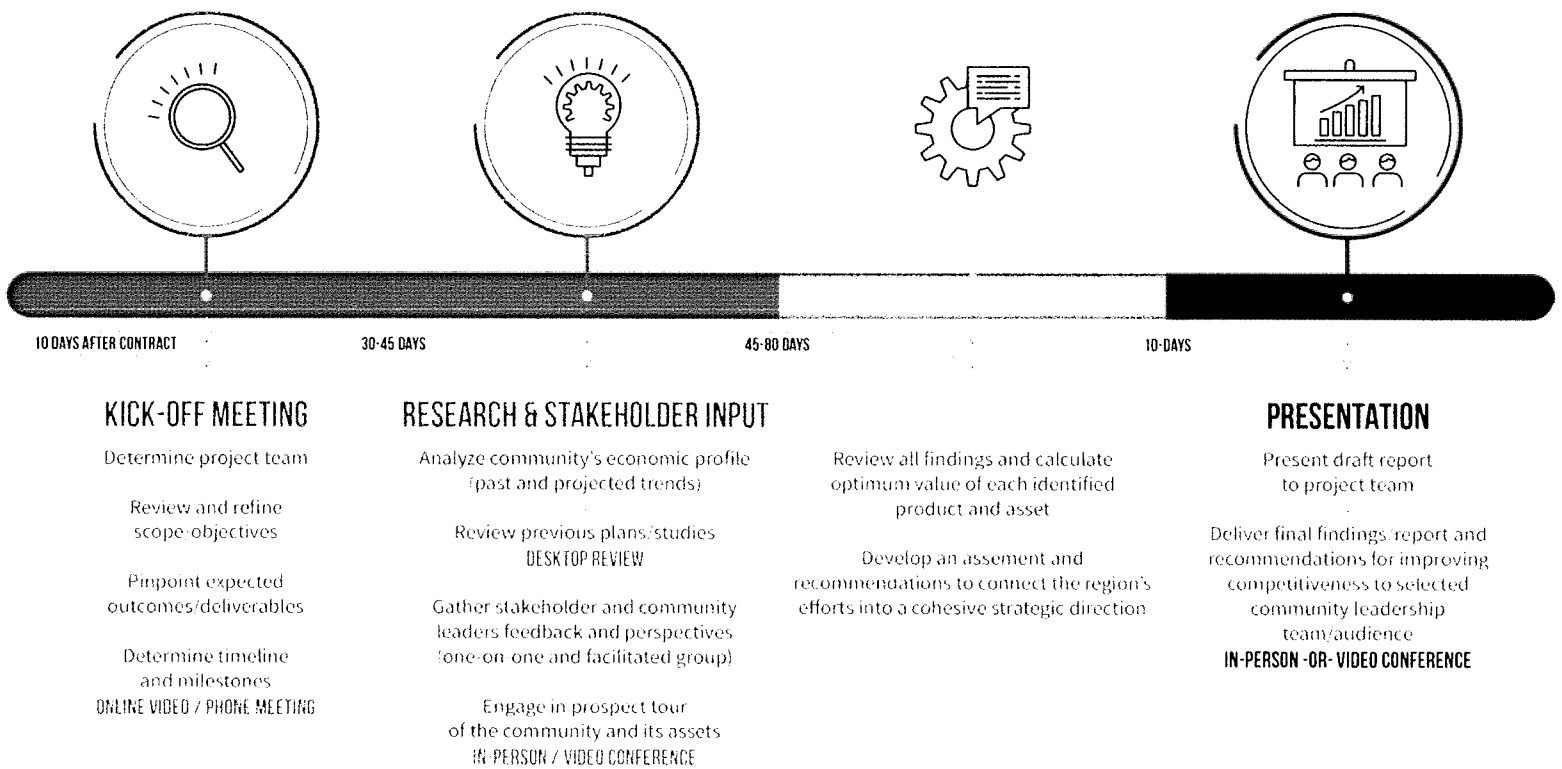 10 DAYS AFTER CONTRACT
30-45 DAYS
45-80 DAYS
10-DAYS
KICK-OFF MEETING
Determine project team
Review and refine
scope/objectives
Pinpoint expected
outcomes/deliverables
Determine timeline
and milestones
ONLINE VIDEO / PHONE MEETING
RESEARCH & STAKEHOLDER INPUT
Analyze community's economic profile
(past and projected trends)
Review previous plans/studies
DESKTOP REVIEW
Gather stakeholder and community
leaders feedback and perspectives
(one-on-one and facilitated group)
Engage in prospect tour
of the community and its assets
IN-PERSON / VIDEO CONFERENCE
Review all findings and calculate
optimum value of each identified
product and asset
Develop an assement and
recommendations to connect the region's
efforts into a cohesive strategic direction
PRESENTATION
Present draft report
to project team
Deliver final findings/report and
recommendations for improving
competitiveness to selected
community leadership
team/audience
IN-PERSON -OR- VIDEO CONFERENCE